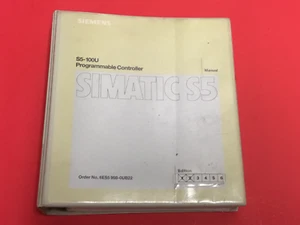 SIEMENS
S5-100U
Programmable Controller
Manual
SIMATIC S5
Order No.
Edition